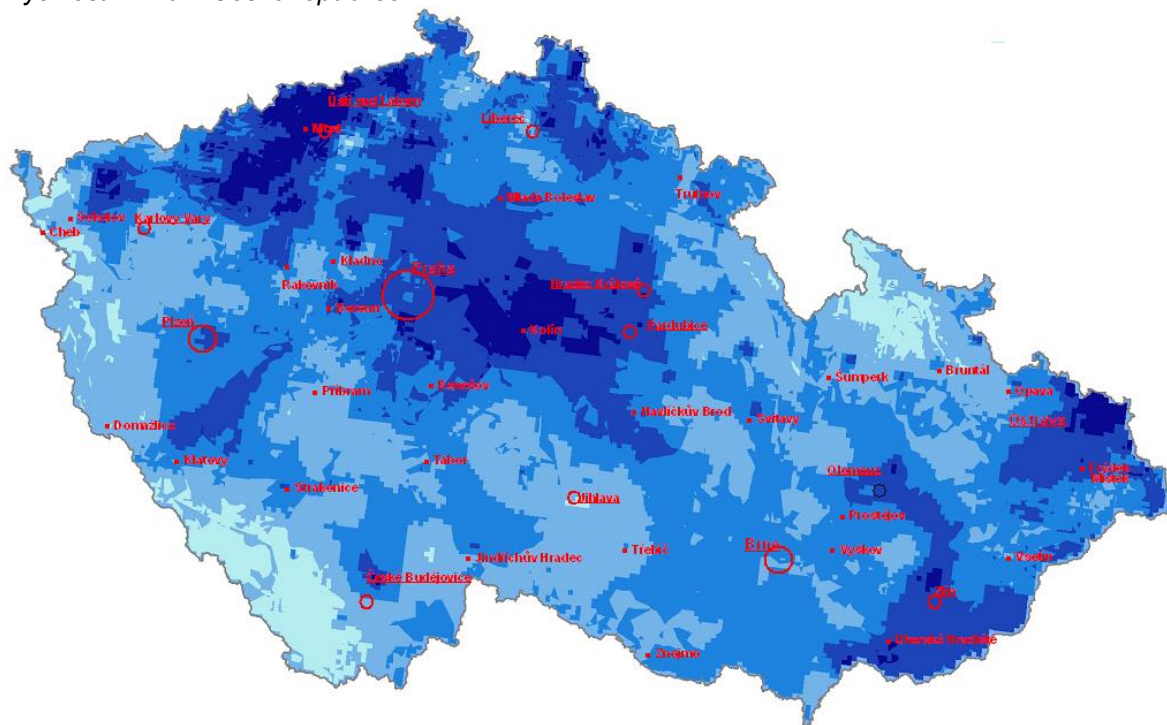 Ústí nad Labem
Most
Liberec
Mladá Boleslav
Trutnov
Sokolov
Karlovy Vary
Cheb
Kladno
Praha
Rakovník
Beroun
Hradec Králové
Plzeň
Kolín
Pardubice
Šumperk
Bruntál
Příbram
Benešov
Opava
Havlíčkův Brod
Svitavy
Ostrava
Domažlice
Klatovy
Tábor
Olomouc
Frýdek
Místek
Strakonice
Jihlava
Prostějov
Brno
Třebíč
Vyškov
Jindřichův Hradec
Vsetín
České Budějovice
Zlín
Uherské Hradiště
Znojmo